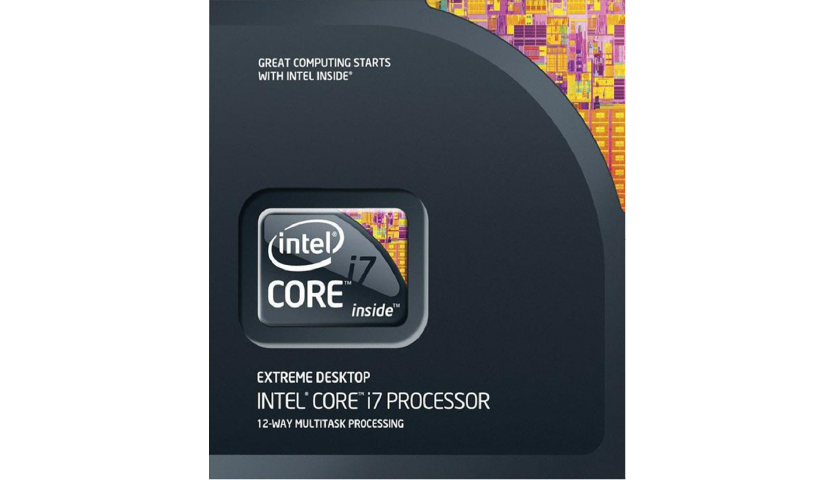 GREAT COMPUTING STARTS
WITH INTEL INSIDE®
intel®
i7
CORE™
inside™
EXTREME DESKTOP
INTEL® CORE™ i7 PROCESSOR
12-WAY MULTITASK PROCESSING